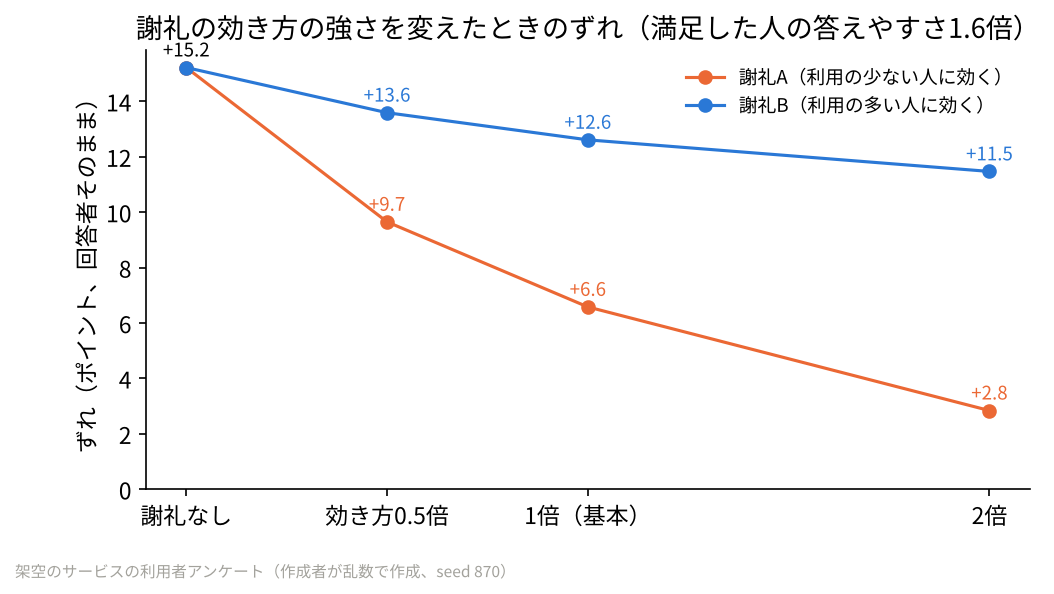 謝礼の効き方の強さを変えたときのずれ（満足した人の答えやすさ1.6倍）
+15.2
謝礼A（利用の少ない人に効く）
謝礼B（利用の多い人に効く）
+13.6
+12.6
+11.5
+9.7
+6.6
+2.8
ずれ（ポイント、回答者そのまま）
14
12
10
8
6
4
2
0
謝礼なし
効き方0.5倍
1倍（基本）
2倍
架空のサービスの利用者アンケート（作成者が乱数で作成、seed 870）